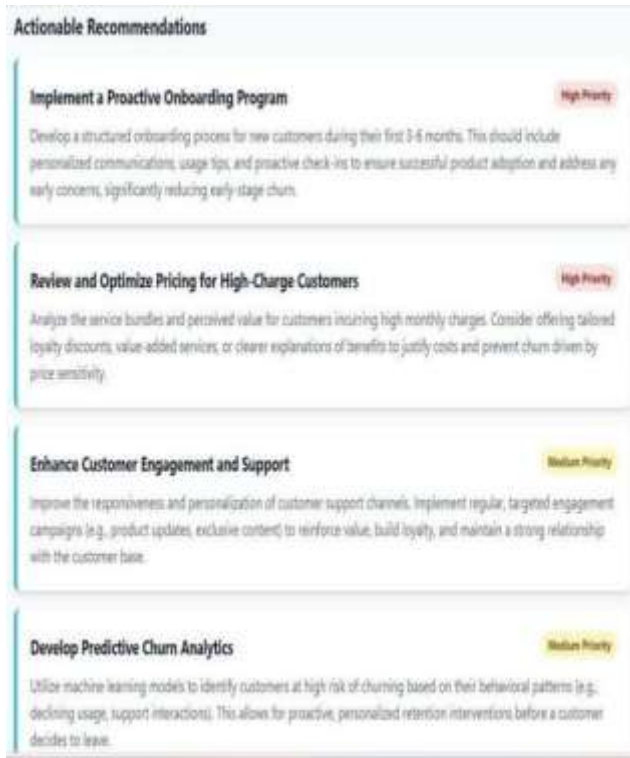 Actionable Recommendations
Implement a Proactive Onboarding Program
High Priority
Develop a structured onboarding process for new customers during their first 3-6 months. This should include
personalized communications, usage tips, and proactive check-ins to ensure successful product adoption and address any
early concerns, significantly reducing early-stage churn.
Review and Optimize Pricing for High-Charge Customers
High Priority
Analyze the service bundles and perceived value for customers incurring high monthly charges. Consider offering tailored
loyalty discounts, value-added services, or clearer explanations of benefits to justify costs and prevent churn driven by
price sensitivity.
Enhance Customer Engagement and Support
Medium Priority
Improve the responsiveness and personalization of customer support channels. Implement regular, targeted engagement
campaigns (e.g., product updates, exclusive content) to reinforce value, build loyalty, and maintain a strong relationship
with the customer base.
Develop Predictive Churn Analytics
Medium Priority
Utilize machine learning models to identify customers at high risk of churning based on their behavioral patterns (e.g.,
declining usage, support interactions). This allows for proactive, personalized retention interventions before a customer
decides to leave.